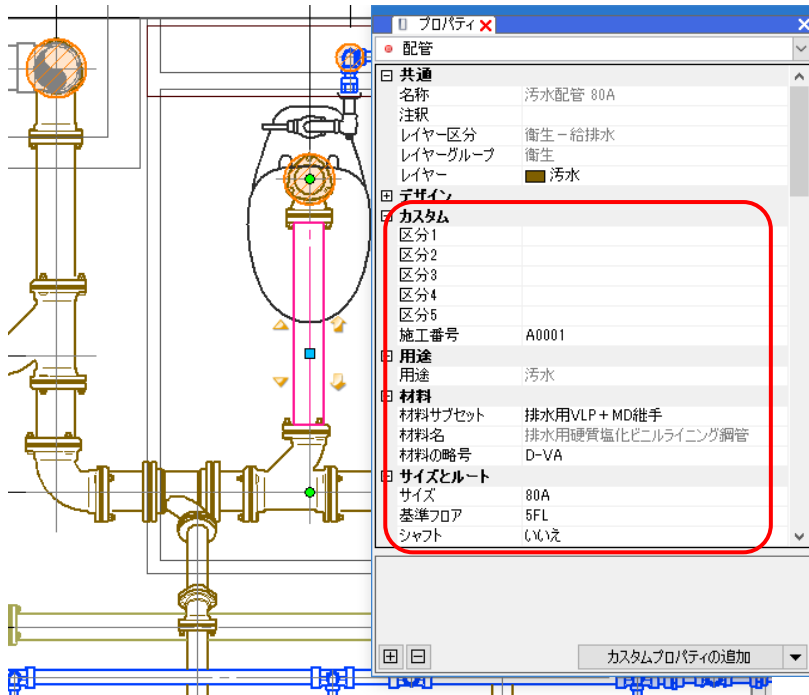 プロパティ
配管
共通
名称 汚水配管 80A
注釈
レイヤー区分 衛生－給排水
レイヤーグループ 衛生
レイヤー 汚水
デザイン
カスタム
区分1
区分2
区分3
区分4
区分5
施工番号 A0001
用途
用途 汚水
材料
材料サブセット 排水用VLP＋MD継手
材料名 排水用硬質塩化ビニルライニング鋼管
材料の略号 D-VA
サイズとルート
サイズ 80A
基準フロア 5FL
シャフト いいえ
カスタムプロパティの追加